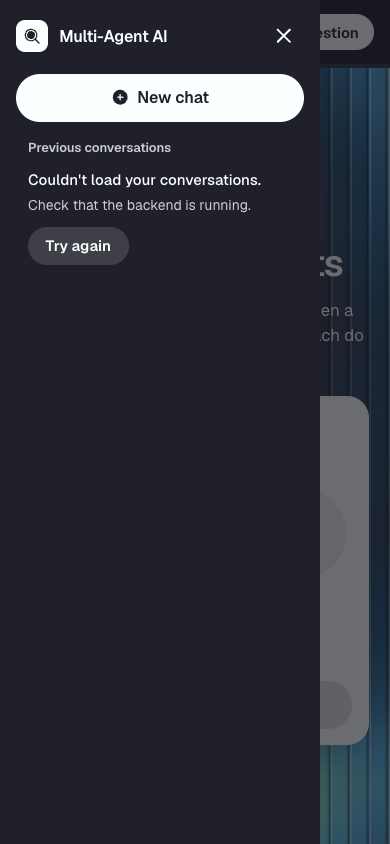 Multi-Agent AI
New chat
Previous conversations
Couldn't load your conversations.
Check that the backend is running.
Try again